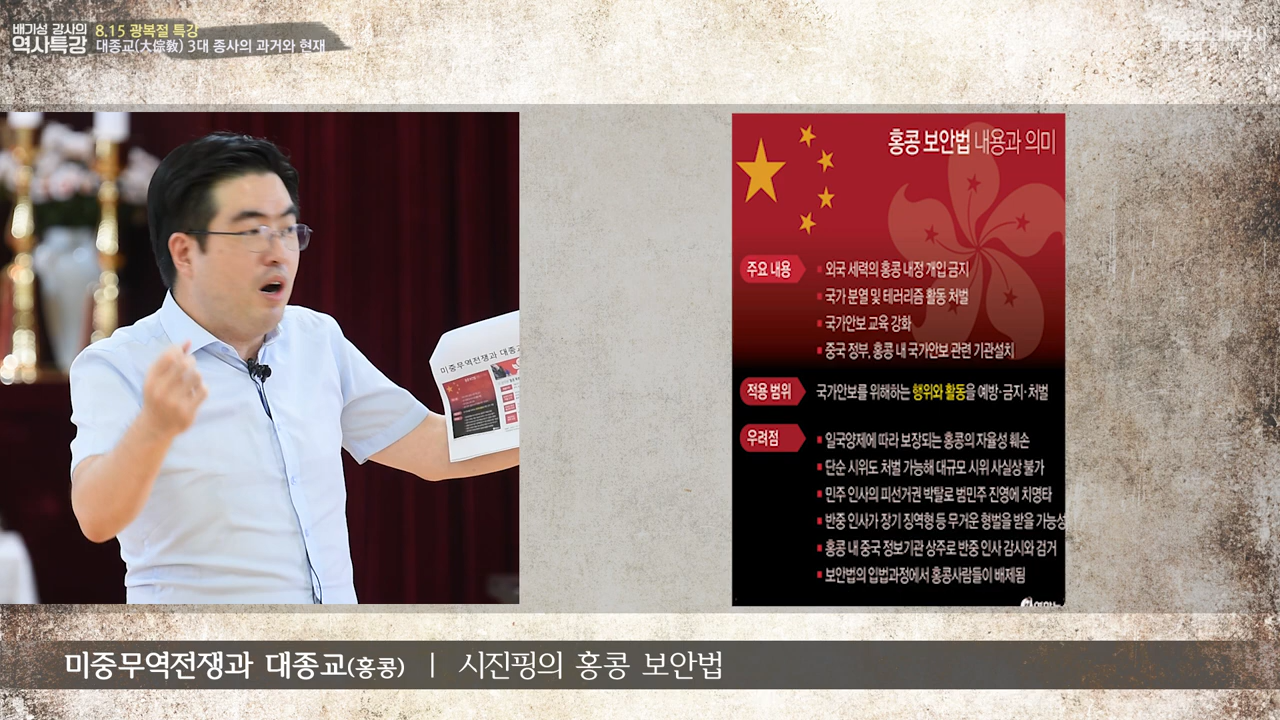 배기성 강사의
역사특강
8.15 광복절 특강
대종교(大倧敎) 3대 종사의 과거와 현재
미중무역전쟁과 대종교
홍콩 보안법 내용과 의미
주요 내용
외국 세력의 홍콩 내정 개입 금지
국가 분열 및 테러리즘 활동 처벌
국가안보 교육 강화
중국 정부, 홍콩 내 국가안보 관련 기관설치
적용 범위
국가안보를 위해하는 행위와 활동을 예방·금지·처벌
우려점
일국양제에 따라 보장되는 홍콩의 자율성 훼손
단순 시위도 처벌 가능해 대규모 시위 사실상 불가
민주 인사의 피선거권 박탈로 범민주 진영에 치명타
반중 인사가 장기 징역형 등 무거운 형벌을 받을 가능성
홍콩 내 중국 정보기관 상주로 반중 인사 감시와 검거
보안법의 입법과정에서 홍콩사람들이 배제됨
미중무역전쟁과 대종교(홍콩) | 시진핑의 홍콩 보안법